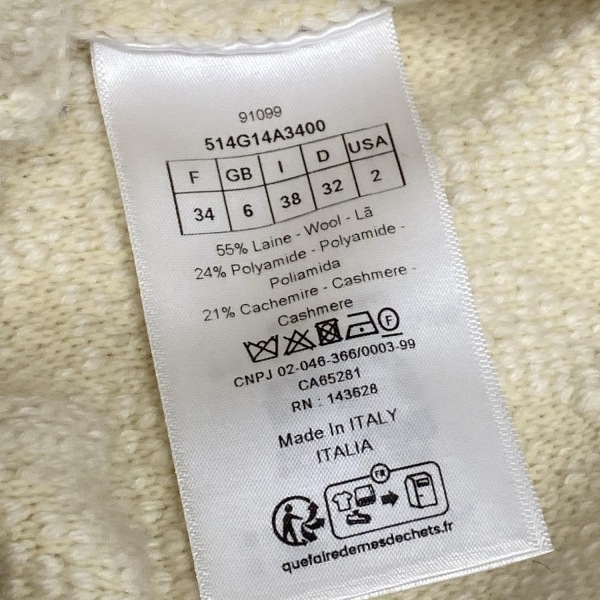 91099
514G14A3400
F GB I D USA
34 6 38 32 2
55% Laine - Wool - Lã
24% Polyamide - Polyamide -
Poliamida
21% Cachemire - Cashmere -
Cashmere
F
CNPJ 02-046-366/0003-99
CA65281
RN : 143628
Made In ITALY
ITALIA
FR
quefairedemesdechets.fr